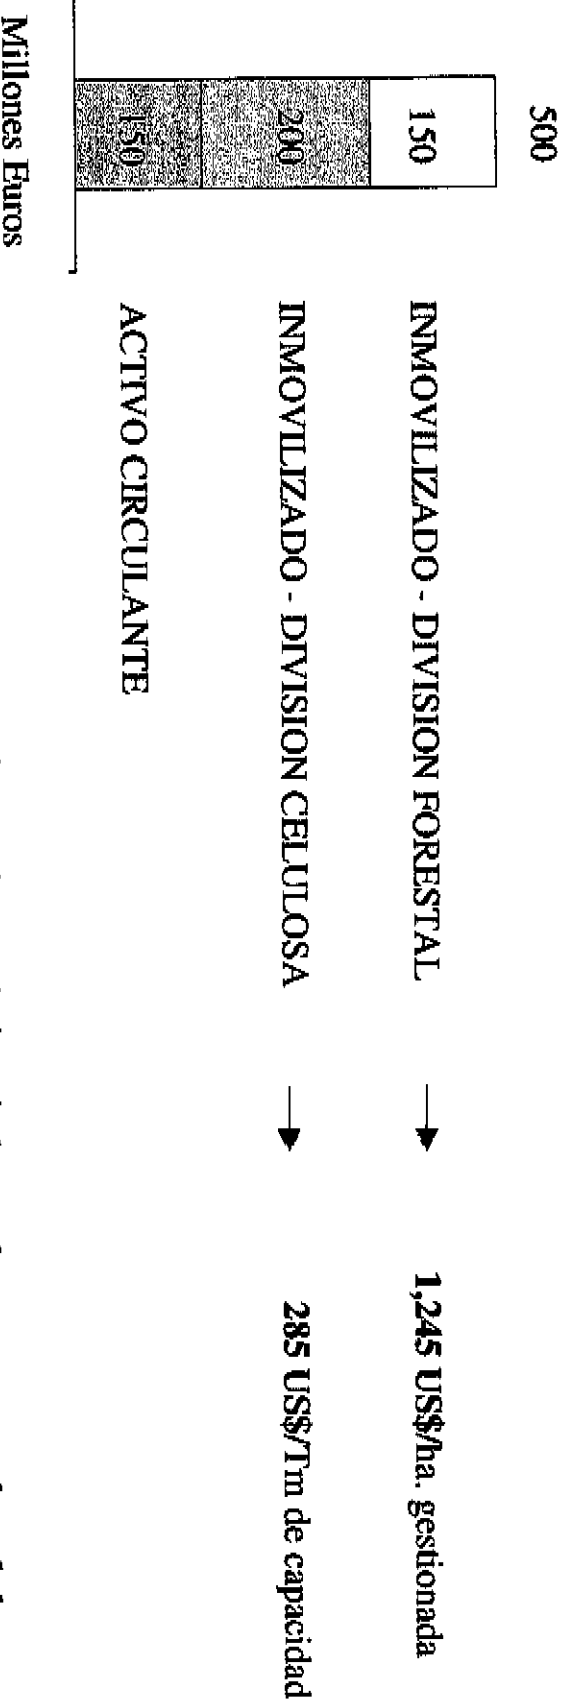 500
150 INMOVILIZADO - DIVISION FORESTAL 1,245 US$/ha. gestionada
200 INMOVILIZADO - DIVISION CELULOSA 285 US$/Tm de capacidad
150 ACTIVO CIRCULANTE
Millones Euros